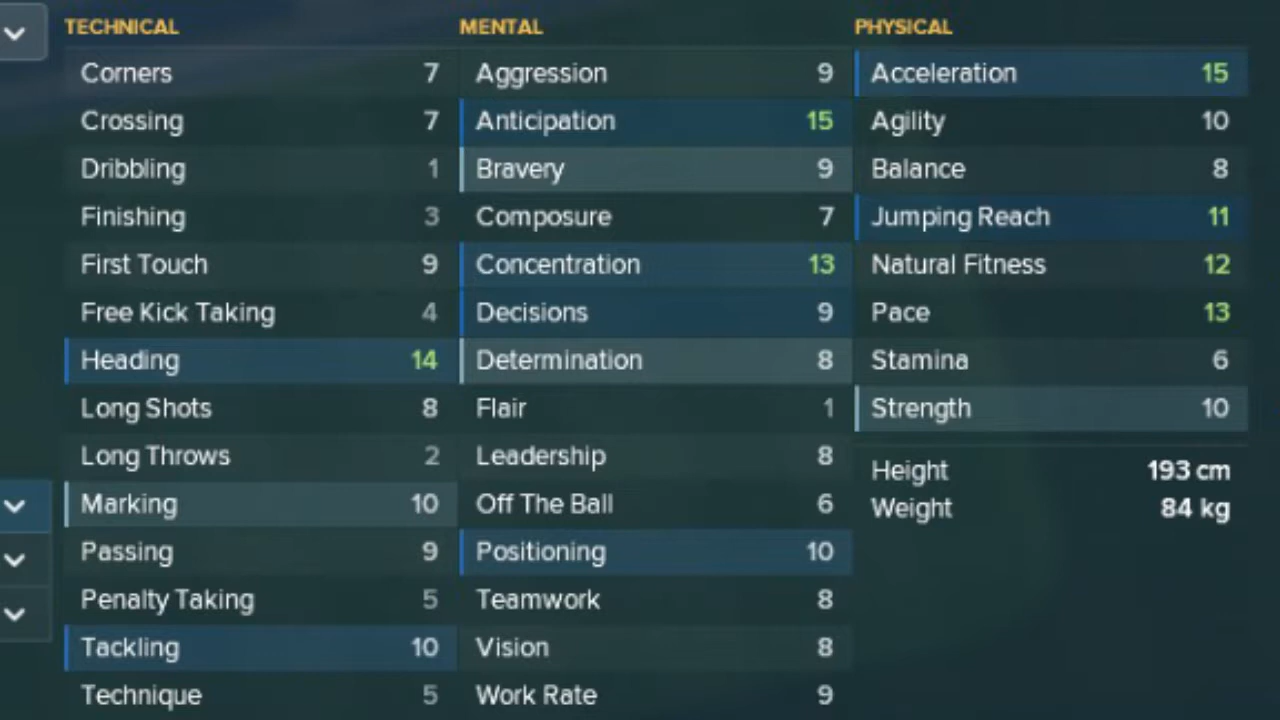 TECHNICAL MENTAL PHYSICAL
Corners 7 Aggression 9 Acceleration 15
Crossing 7 Anticipation 15 Agility 10
Dribbling 1 Bravery 9 Balance 8
Finishing 3 Composure 7 Jumping Reach 11
First Touch 9 Concentration 13 Natural Fitness 12
Free Kick Taking 4 Decisions 9 Pace 13
Heading 14 Determination 8 Stamina 6
Long Shots 8 Flair 1 Strength 10
Long Throws 2 Leadership 8 Height 193 cm
Marking 10 Off The Ball 6 Weight 84 kg
Passing 9 Positioning 10
Penalty Taking 5 Teamwork 8
Tackling 10 Vision 8
Technique 5 Work Rate 9